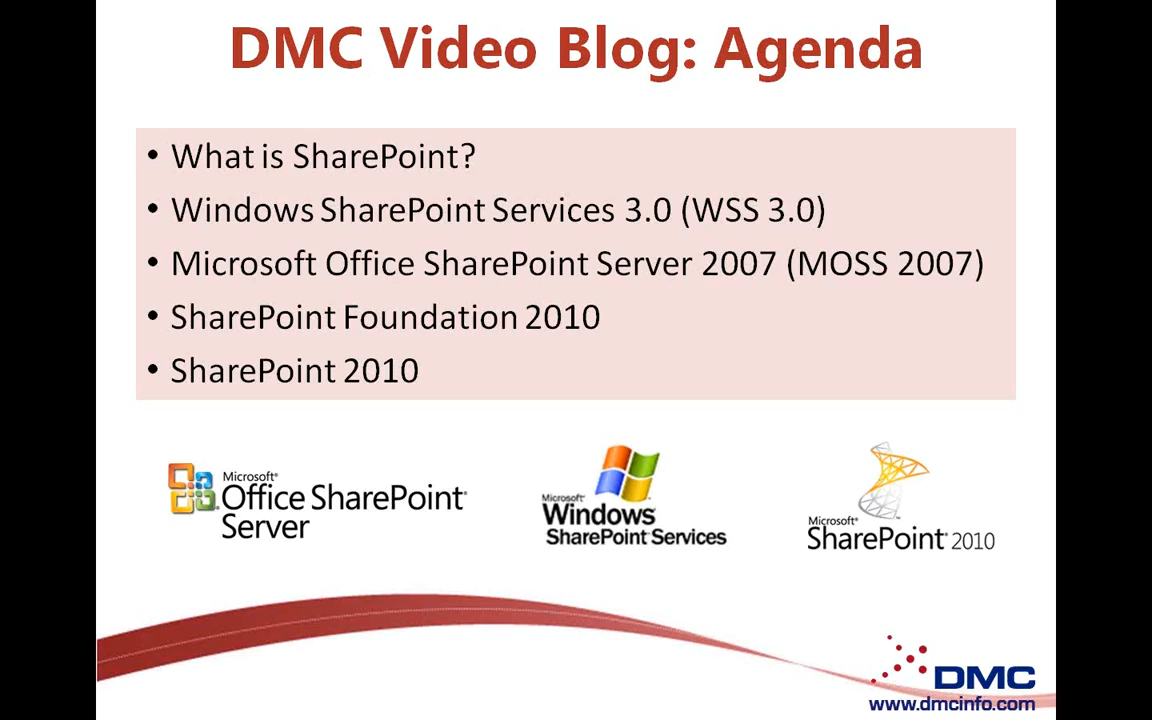 DMC Video Blog: Agenda
• What is SharePoint?
• Windows SharePoint Services 3.0 (WSS 3.0)
• Microsoft Office SharePoint Server 2007 (MOSS 2007)
• SharePoint Foundation 2010
• SharePoint 2010
Microsoft®
Office SharePoint®
Server
Microsoft®
Windows
SharePoint Services
Microsoft®
SharePoint® 2010
DMC
www.dmcinfo.com